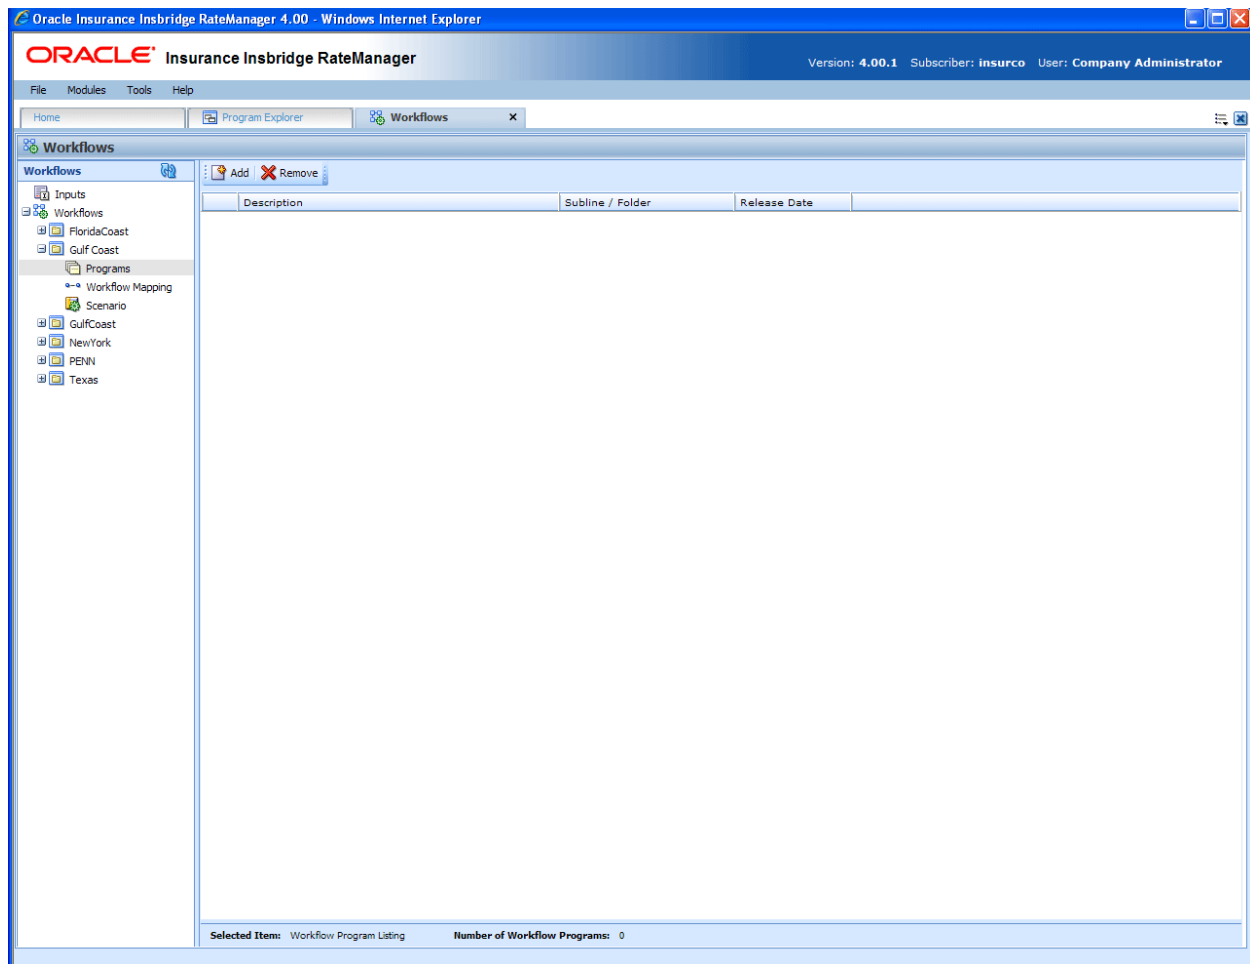 Oracle Insurance Insbridge RateManager 4.00 - Windows Internet Explorer
ORACLE Insurance Insbridge RateManager
Version: 4.00.1 Subscriber: insurco User: Company Administrator
File Modules Tools Help
Home Program Explorer Workflows
Workflows
Workflows
Add Remove
Inputs
Description Subline / Folder Release Date
Workflows
FloridaCoast
Gulf Coast
Programs
Workflow Mapping
Scenario
GulfCoast
NewYork
PENN
Texas
Selected Item: Workflow Program Listing Number of Workflow Programs: 0